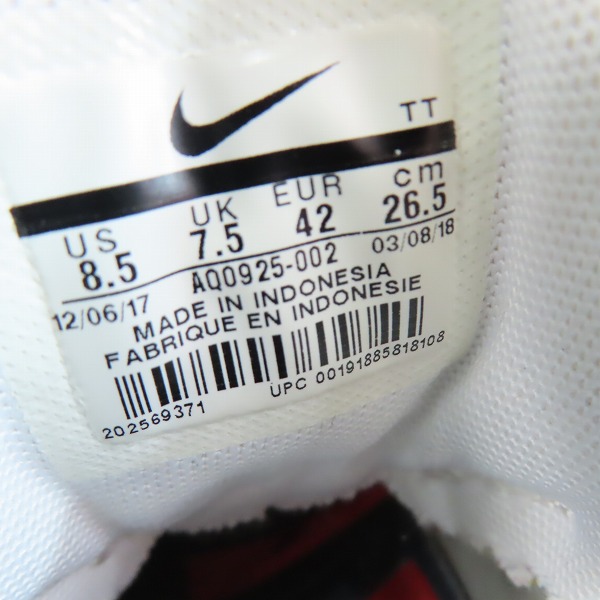 TT
US UK EUR cm
8.5 7.5 42 26.5
12/06/17 AQ0925-002 03/08/18
MADE IN INDONESIA
FABRIQUE EN INDONESIE
202569371 UPC 00191885818108